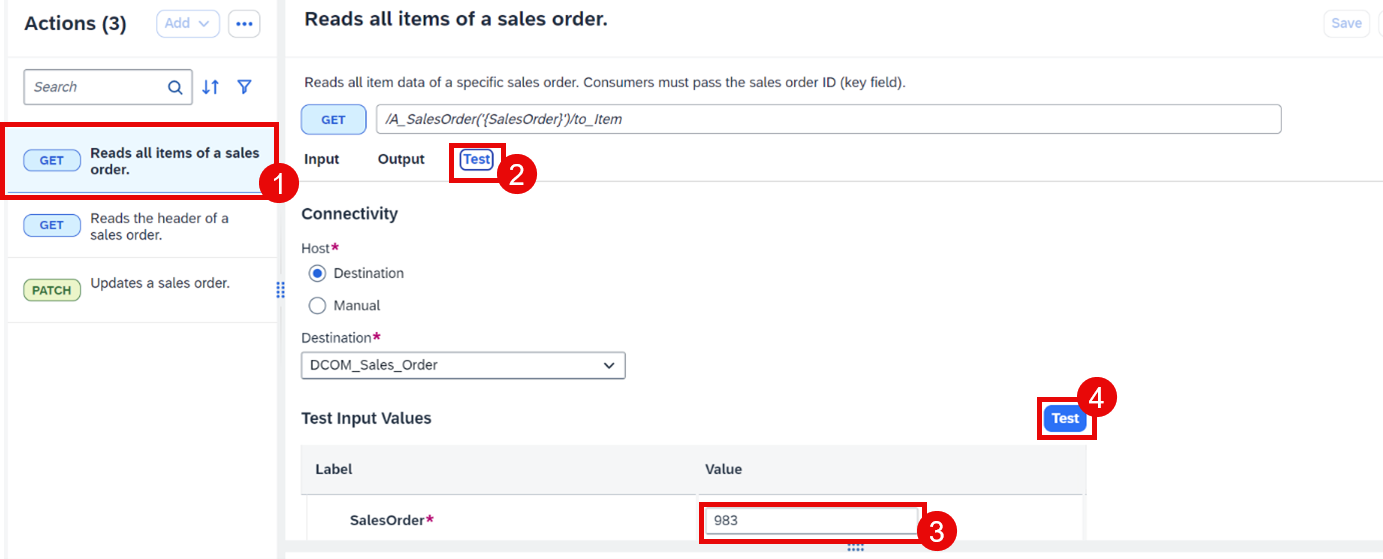 Actions (3)
Add
Search
GET
Reads all items of a sales
order.
1
GET
Reads the header of a
sales order.
PATCH
Updates a sales order.
Reads all items of a sales order.
Save
Reads all item data of a specific sales order. Consumers must pass the sales order ID (key field).
GET
/A_SalesOrder('{SalesOrder}')/to_Item
Input
Output
Test
2
Connectivity
Host*
Destination
Manual
Destination*
DCOM_Sales_Order
Test Input Values
Test
4
Label
Value
SalesOrder*
983
3